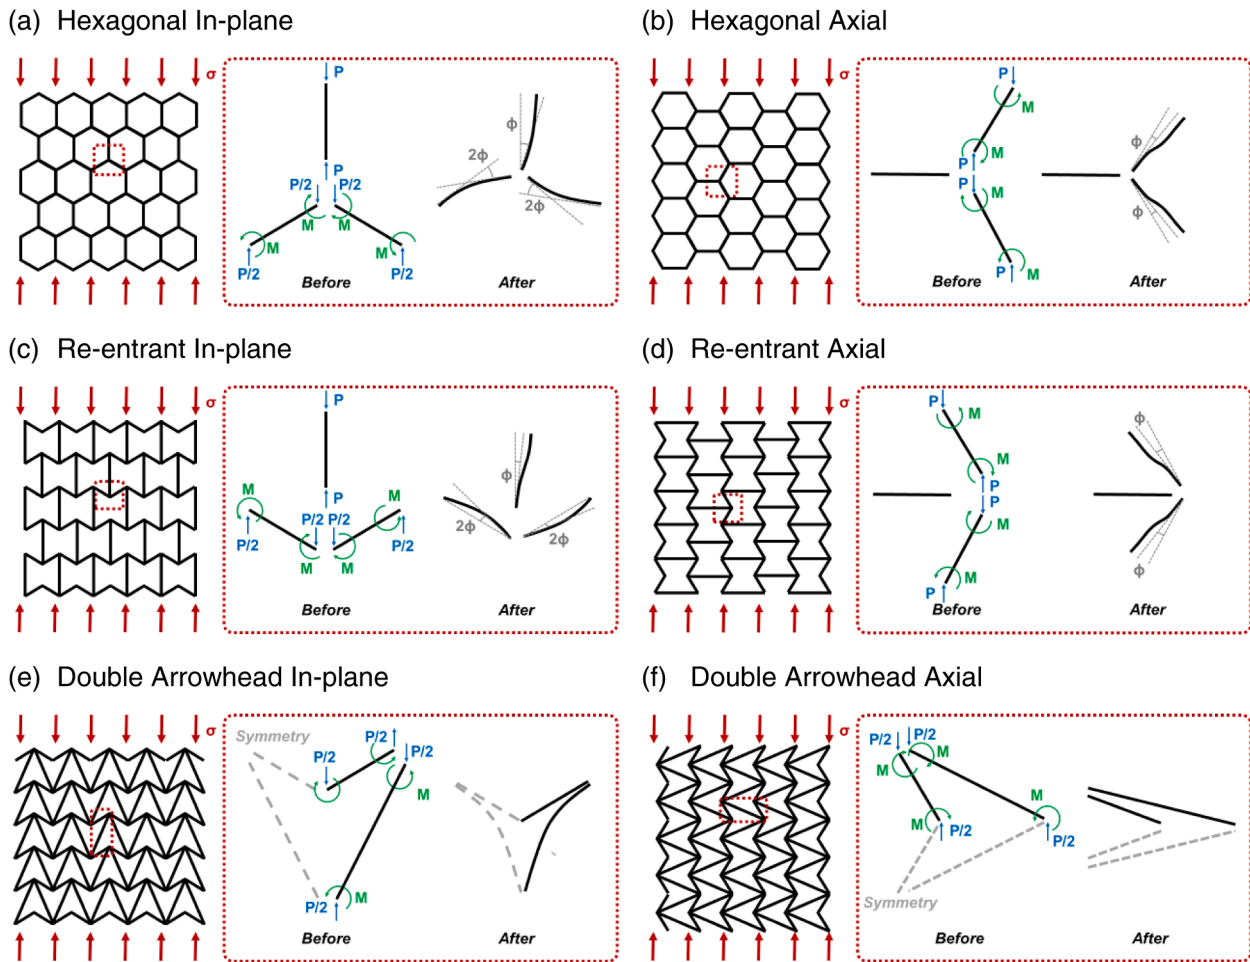 (a) Hexagonal In-plane
σ
P
P
P/2 P/2
M M
M M
P/2 P/2
Before
ϕ
2ϕ
2ϕ
After
(b) Hexagonal Axial
σ
P
M
M
P
P
M
P M
Before
ϕ
ϕ
After
(c) Re-entrant In-plane
σ
P
M M
P
P/2 P/2 P/2 P/2
M M
Before
ϕ
2ϕ 2ϕ
After
(d) Re-entrant Axial
σ
P M
M
P
P
M
M
P
Before
ϕ
ϕ
After
(e) Double Arrowhead In-plane
σ
Symmetry
P/2
P/2
P/2
M
M
P/2
Before
After
(f) Double Arrowhead Axial
σ
P/2 P/2
M
M
M
M P/2
P/2
Symmetry
Before
After